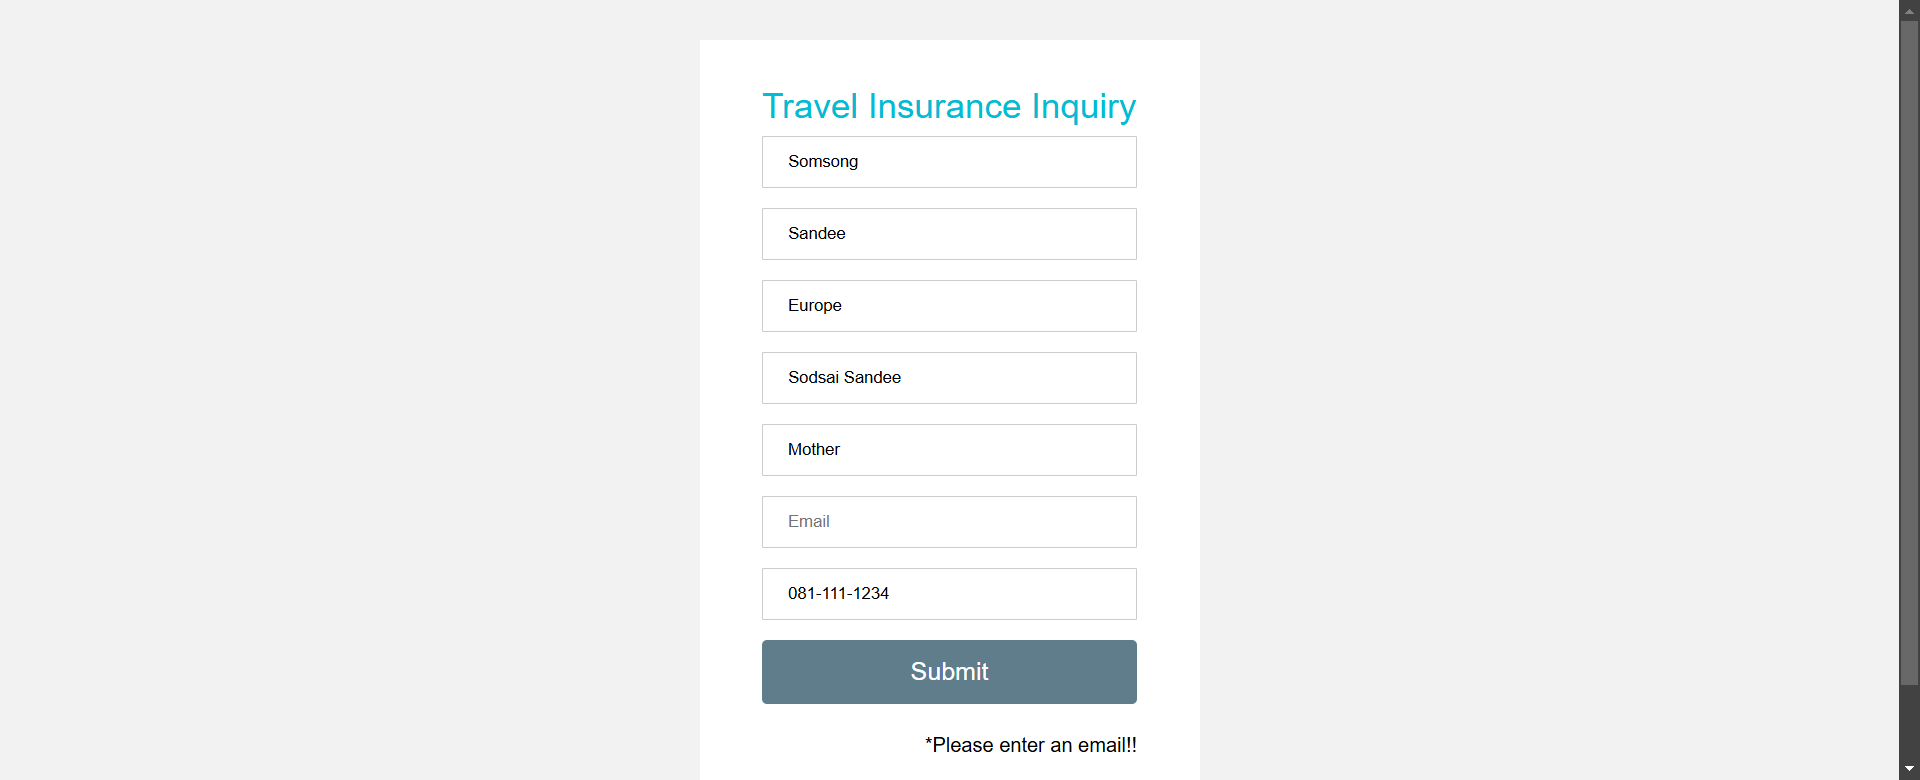 Travel Insurance Inquiry
Somsong
Sandee
Europe
Sodsai Sandee
Mother
Email
081-111-1234
Submit
*Please enter an email!!